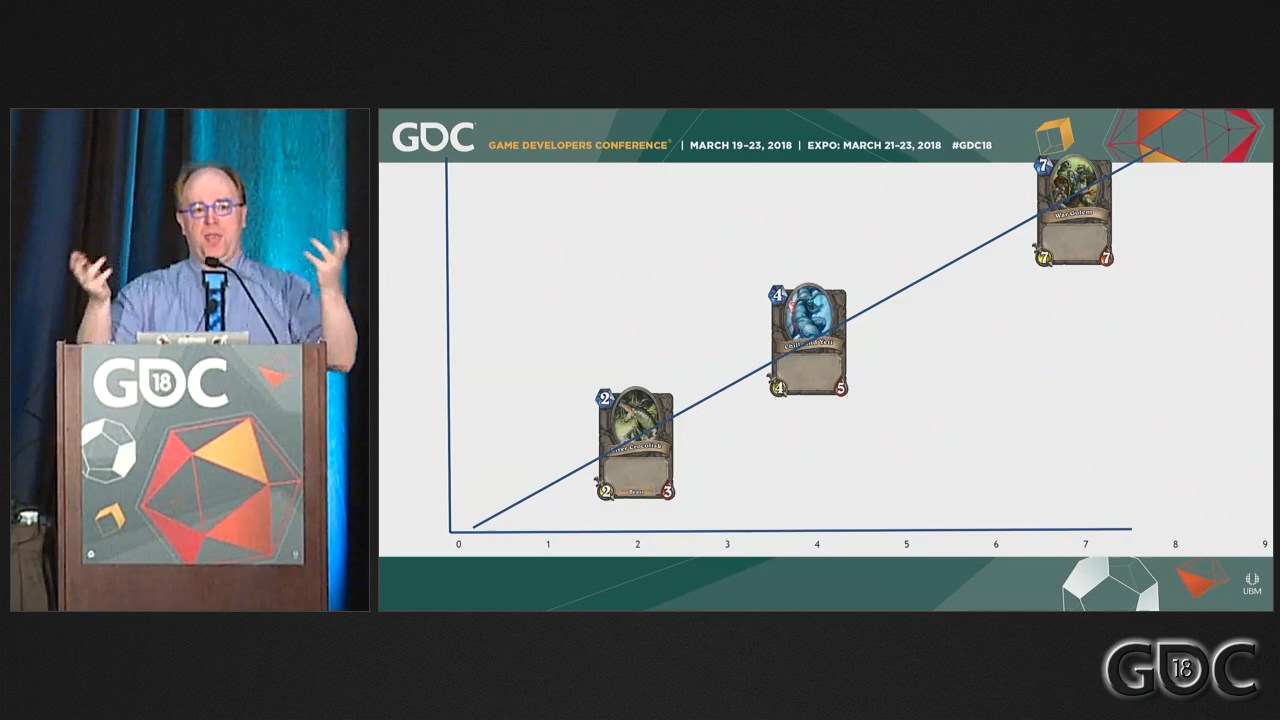 GDC
GAME DEVELOPERS CONFERENCE® | MARCH 19–23, 2018 | EXPO: MARCH 21–23, 2018 #GDC18
7
War Golem
7
7
4
Chillwind Yeti
4
5
2
River Crocolisk
2
Beast
3
0 1 2 3 4 5 6 7 8 9
UBM
GDC
18
GDC
18